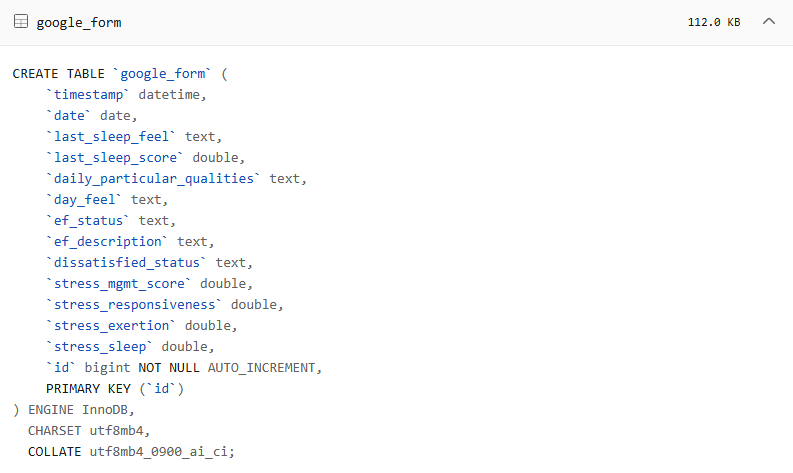 google_form 112.0 KB
CREATE TABLE `google_form` (
`timestamp` datetime,
`date` date,
`last_sleep_feel` text,
`last_sleep_score` double,
`daily_particular_qualities` text,
`day_feel` text,
`ef_status` text,
`ef_description` text,
`dissatisfied_status` text,
`stress_mgmt_score` double,
`stress_responsiveness` double,
`stress_exertion` double,
`stress_sleep` double,
`id` bigint NOT NULL AUTO_INCREMENT,
PRIMARY KEY (`id`)
) ENGINE InnoDB,
CHARSET utf8mb4,
COLLATE utf8mb4_0900_ai_ci;